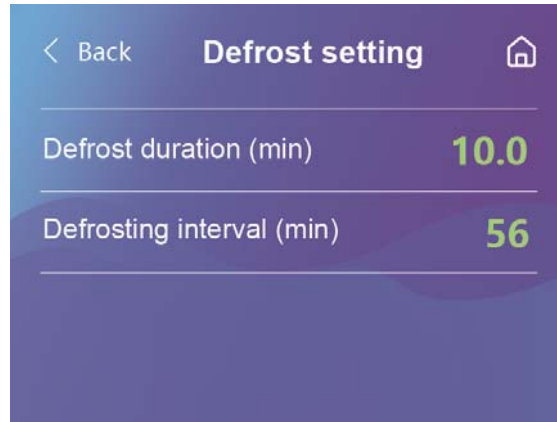 Back Defrost setting
Defrost duration (min) 10.0
Defrosting interval (min) 56